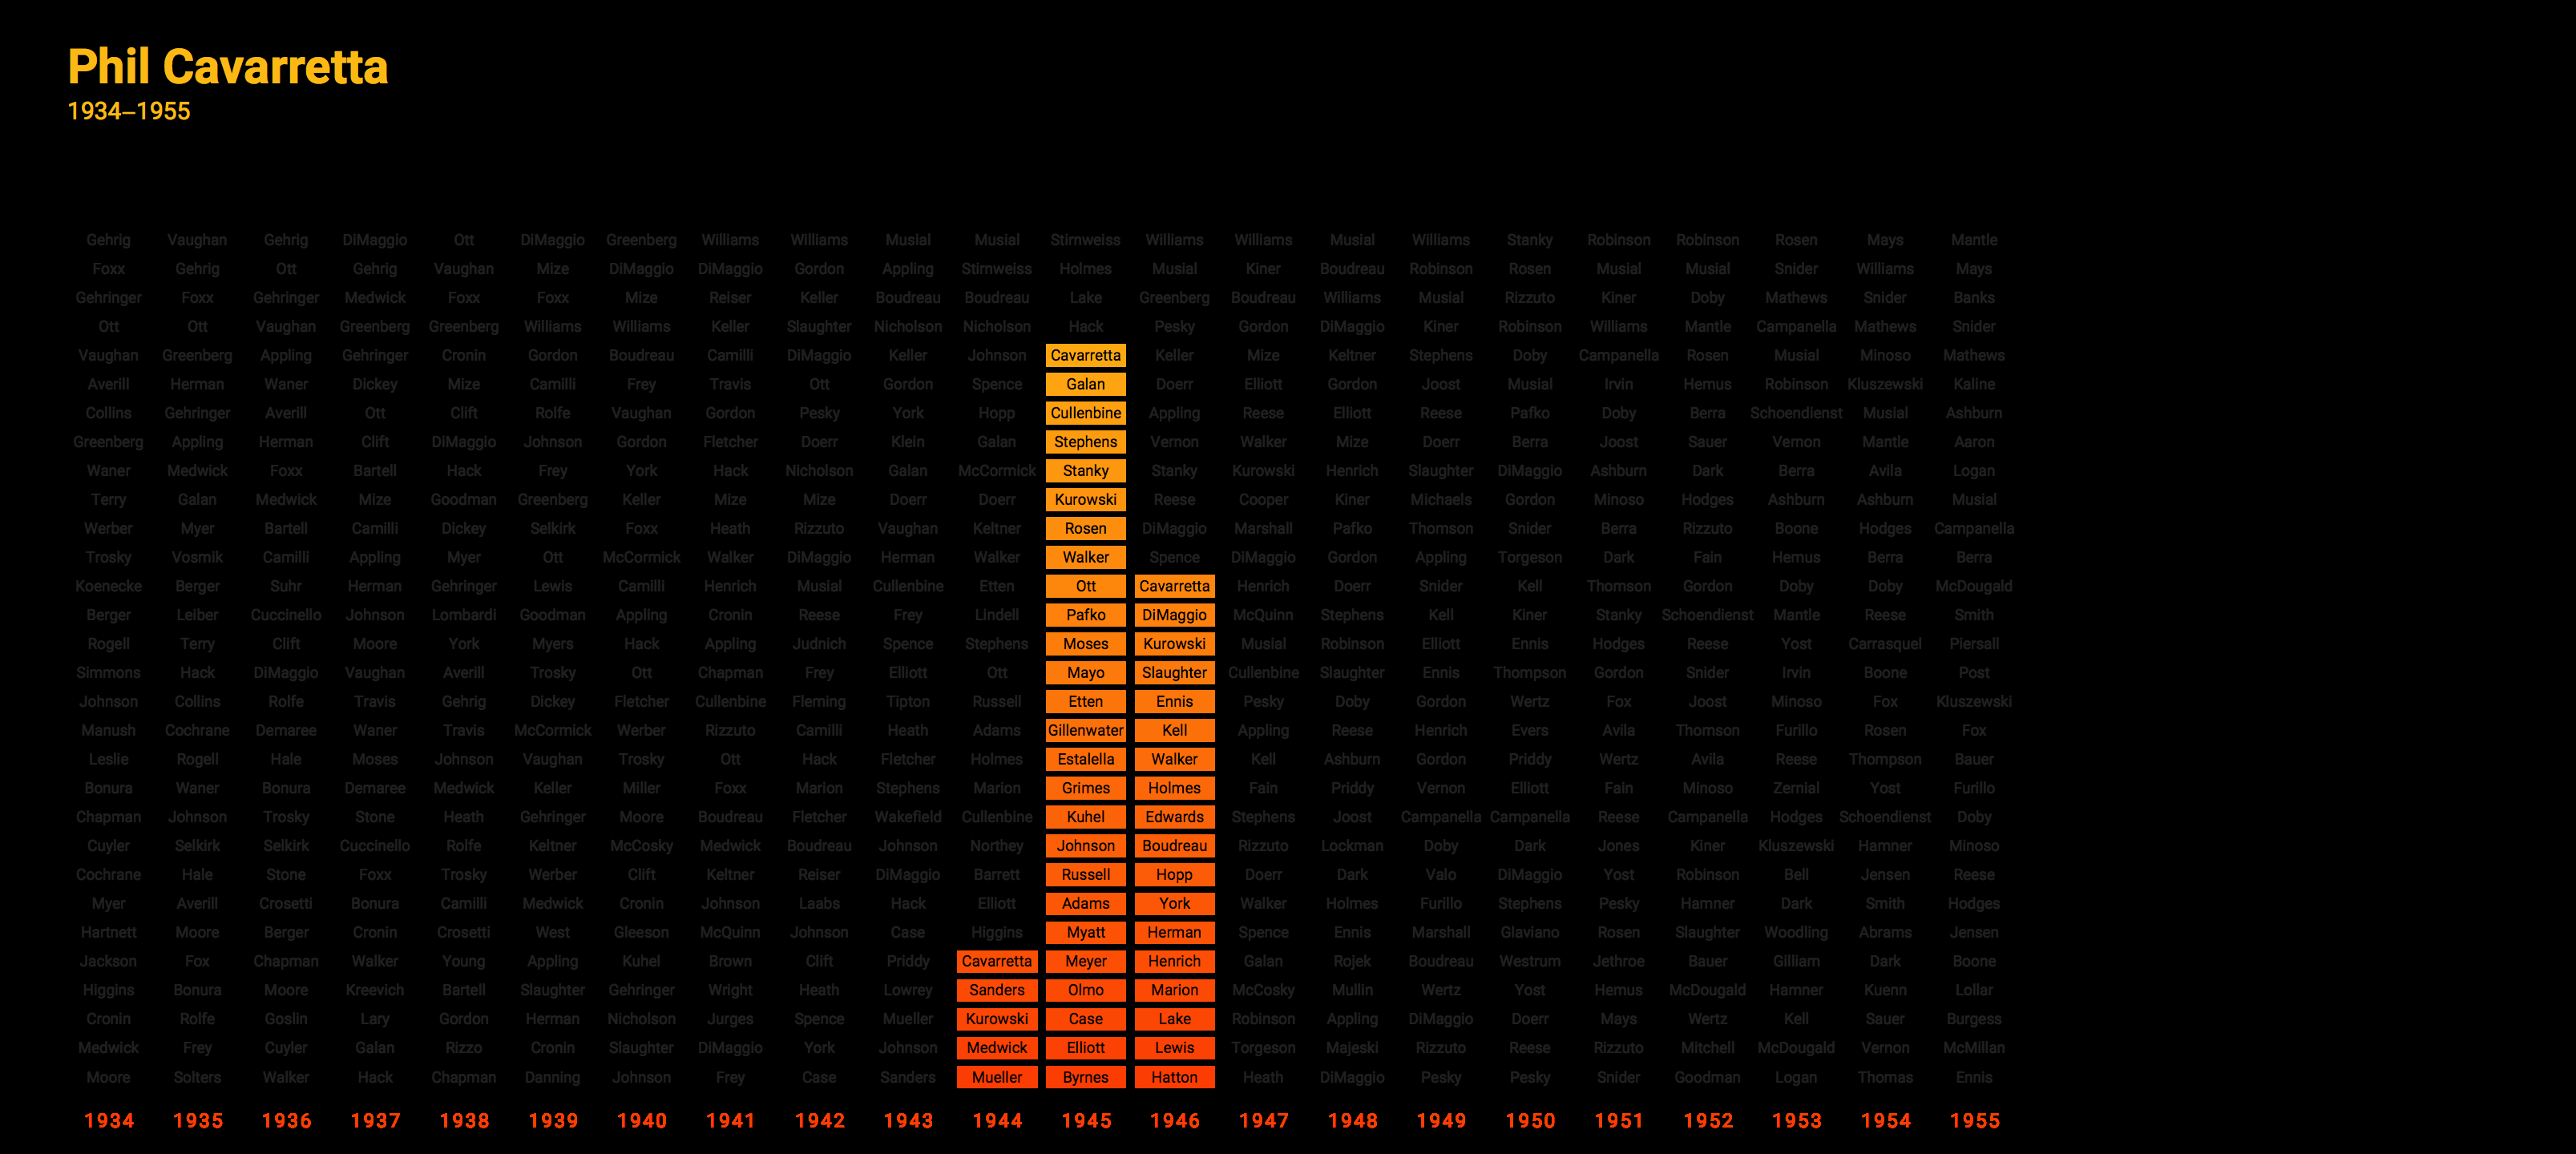 Phil Cavarretta
1934–1955
Gehrig Vaughan Gehrig DiMaggio Ott DiMaggio Greenberg Williams Williams Musial Musial Stirnweiss Williams Williams Musial Williams Stanky Robinson Robinson Rosen Mays Mantle
Foxx Gehrig Ott Gehrig Vaughan Mize DiMaggio DiMaggio Gordon Appling Stirnweiss Holmes Musial Kiner Boudreau Robinson Rosen Musial Musial Snider Williams Mays
Gehringer Foxx Gehringer Medwick Foxx Foxx Mize Reiser Keller Boudreau Boudreau Lake Greenberg Boudreau Williams Musial Rizzuto Kiner Doby Mathews Snider Banks
Ott Ott Vaughan Greenberg Greenberg Williams Williams Keller Slaughter Nicholson Nicholson Hack Pesky Gordon DiMaggio Kiner Robinson Williams Mantle Campanella Mathews Snider
Vaughan Greenberg Appling Gehringer Cronin Gordon Boudreau Camilli DiMaggio Keller Johnson Cavarretta Keller Mize Keltner Stephens Doby Campanella Rosen Musial Minoso Mathews
Averill Herman Waner Dickey Mize Camilli Frey Travis Ott Gordon Spence Galan Doerr Elliott Gordon Joost Musial Irvin Hemus Robinson Kluszewski Kaline
Collins Gehringer Averill Ott Clift Rolfe Vaughan Gordon Pesky York Hopp Cullenbine Appling Reese Elliott Reese Pafko Doby Berra Schoendienst Musial Ashburn
Greenberg Appling Herman Clift DiMaggio Johnson Gordon Fletcher Doerr Klein Galan Stephens Vernon Walker Mize Doerr Berra Joost Sauer Vernon Mantle Aaron
Waner Medwick Foxx Bartell Hack Frey York Hack Nicholson Galan McCormick Stanky Stanky Kurowski Henrich Slaughter DiMaggio Ashburn Dark Berra Avila Logan
Terry Galan Medwick Mize Goodman Greenberg Keller Mize Mize Doerr Doerr Kurowski Reese Cooper Kiner Michaels Gordon Minoso Hodges Ashburn Ashburn Musial
Werber Myer Bartell Camilli Dickey Selkirk Foxx Heath Rizzuto Vaughan Keltner Rosen DiMaggio Marshall Pafko Thomson Snider Berra Rizzuto Boone Hodges Campanella
Trosky Vosmik Camilli Appling Myer Ott McCormick Walker DiMaggio Herman Walker Walker Spence DiMaggio Gordon Appling Torgeson Dark Fain Hemus Berra Berra
Koenecke Berger Suhr Herman Gehringer Lewis Camilli Henrich Musial Cullenbine Etten Ott Cavarretta Henrich Doerr Snider Kell Thomson Gordon Doby Doby McDougald
Berger Leiber Cuccinello Johnson Lombardi Goodman Appling Cronin Reese Frey Lindell Pafko DiMaggio McQuinn Stephens Kell Kiner Stanky Schoendienst Mantle Reese Smith
Rogell Terry Clift Moore York Myers Hack Appling Judnich Spence Stephens Moses Kurowski Musial Robinson Elliott Ennis Hodges Reese Yost Carrasquel Piersall
Simmons Hack DiMaggio Vaughan Averill Trosky Ott Chapman Frey Elliott Ott Mayo Slaughter Cullenbine Slaughter Ennis Thompson Gordon Snider Irvin Boone Post
Johnson Collins Rolfe Travis Gehrig Dickey Fletcher Cullenbine Fleming Tipton Russell Etten Ennis Pesky Doby Gordon Wertz Fox Joost Minoso Fox Kluszewski
Manush Cochrane Demaree Waner Travis McCormick Werber Rizzuto Camilli Heath Adams Gillenwater Kell Appling Reese Henrich Evers Avila Thomson Furillo Rosen Fox
Leslie Rogell Hale Moses Johnson Vaughan Trosky Ott Hack Fletcher Holmes Estalella Walker Kell Ashburn Gordon Priddy Wertz Avila Reese Thompson Bauer
Bonura Waner Bonura Demaree Medwick Keller Miller Foxx Marion Stephens Marion Grimes Holmes Fain Priddy Vernon Elliott Fain Minoso Zernial Yost Furillo
Chapman Johnson Trosky Stone Heath Gehringer Moore Boudreau Fletcher Wakefield Cullenbine Kuhel Edwards Stephens Joost Campanella Campanella Reese Campanella Hodges Schoendienst Doby
Cuyler Selkirk Selkirk Cuccinello Rolfe Keltner McCosky Medwick Boudreau Johnson Northey Johnson Boudreau Rizzuto Lockman Doby Dark Jones Kiner Kluszewski Hamner Minoso
Cochrane Hale Stone Foxx Trosky Werber Clift Keltner Reiser DiMaggio Barrett Russell Hopp Doerr Dark Valo DiMaggio Yost Robinson Bell Jensen Reese
Myer Averill Crosetti Bonura Camilli Medwick Cronin Johnson Laabs Hack Elliott Adams York Walker Holmes Furillo Stephens Pesky Hamner Dark Smith Hodges
Hartnett Moore Berger Cronin Crosetti West Gleeson McQuinn Johnson Case Higgins Myatt Herman Spence Ennis Marshall Glaviano Rosen Slaughter Woodling Abrams Jensen
Jackson Fox Chapman Walker Young Appling Kuhel Brown Clift Priddy Cavarretta Meyer Henrich Galan Rojek Boudreau Westrum Jethroe Bauer Gilliam Dark Boone
Higgins Bonura Moore Kreevich Bartell Slaughter Gehringer Wright Heath Lowrey Sanders Olmo Marion McCosky Mullin Wertz Yost Hemus McDougald Hamner Kuenn Lollar
Cronin Rolfe Goslin Lary Gordon Herman Nicholson Jurges Spence Mueller Kurowski Case Lake Robinson Appling DiMaggio Doerr Mays Wertz Kell Sauer Burgess
Medwick Frey Cuyler Galan Rizzo Cronin Slaughter DiMaggio York Johnson Medwick Elliott Lewis Torgeson Majeski Rizzuto Reese Rizzuto Mitchell McDougald Vernon McMillan
Moore Solters Walker Hack Chapman Danning Johnson Frey Case Sanders Mueller Byrnes Hatton Heath DiMaggio Pesky Pesky Snider Goodman Logan Thomas Ennis
1934 1935 1936 1937 1938 1939 1940 1941 1942 1943 1944 1945 1946 1947 1948 1949 1950 1951 1952 1953 1954 1955